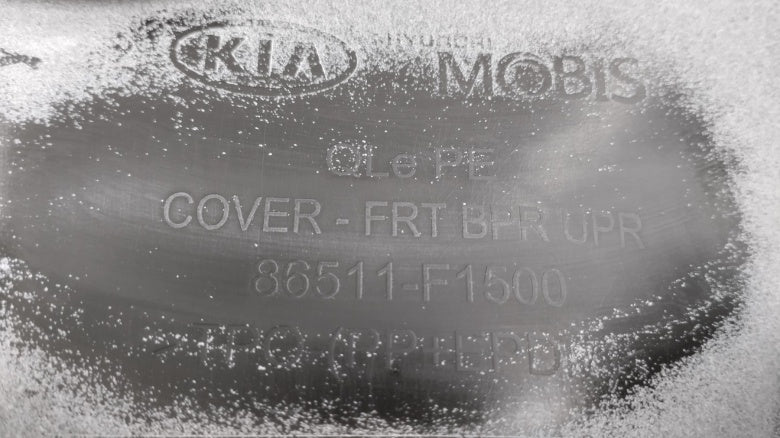 KIA
HYUNDAI
MOBIS
QLe PE
COVER - FRT BPR UPR
86511-F1500